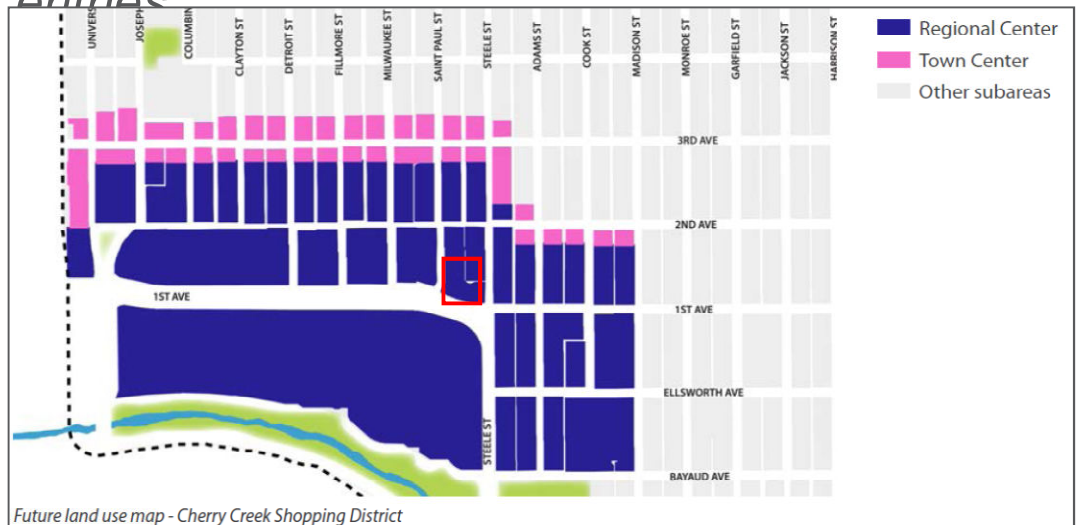 entries
UNIVERS
JOSEPH
COLUMBIN
CLAYTON ST
DETROIT ST
FILLMORE ST
MILWAUKEE ST
SAINT PAUL ST
STEELE ST
ADAMS ST
COOK ST
MADISON ST
MONROE ST
GARFIELD ST
JACKSON ST
HARRISON ST
Regional Center
Town Center
Other subareas
3RD AVE
2ND AVE
1ST AVE
1ST AVE
ELLSWORTH AVE
STEELE ST
BAYAUD AVE
Future land use map - Cherry Creek Shopping District